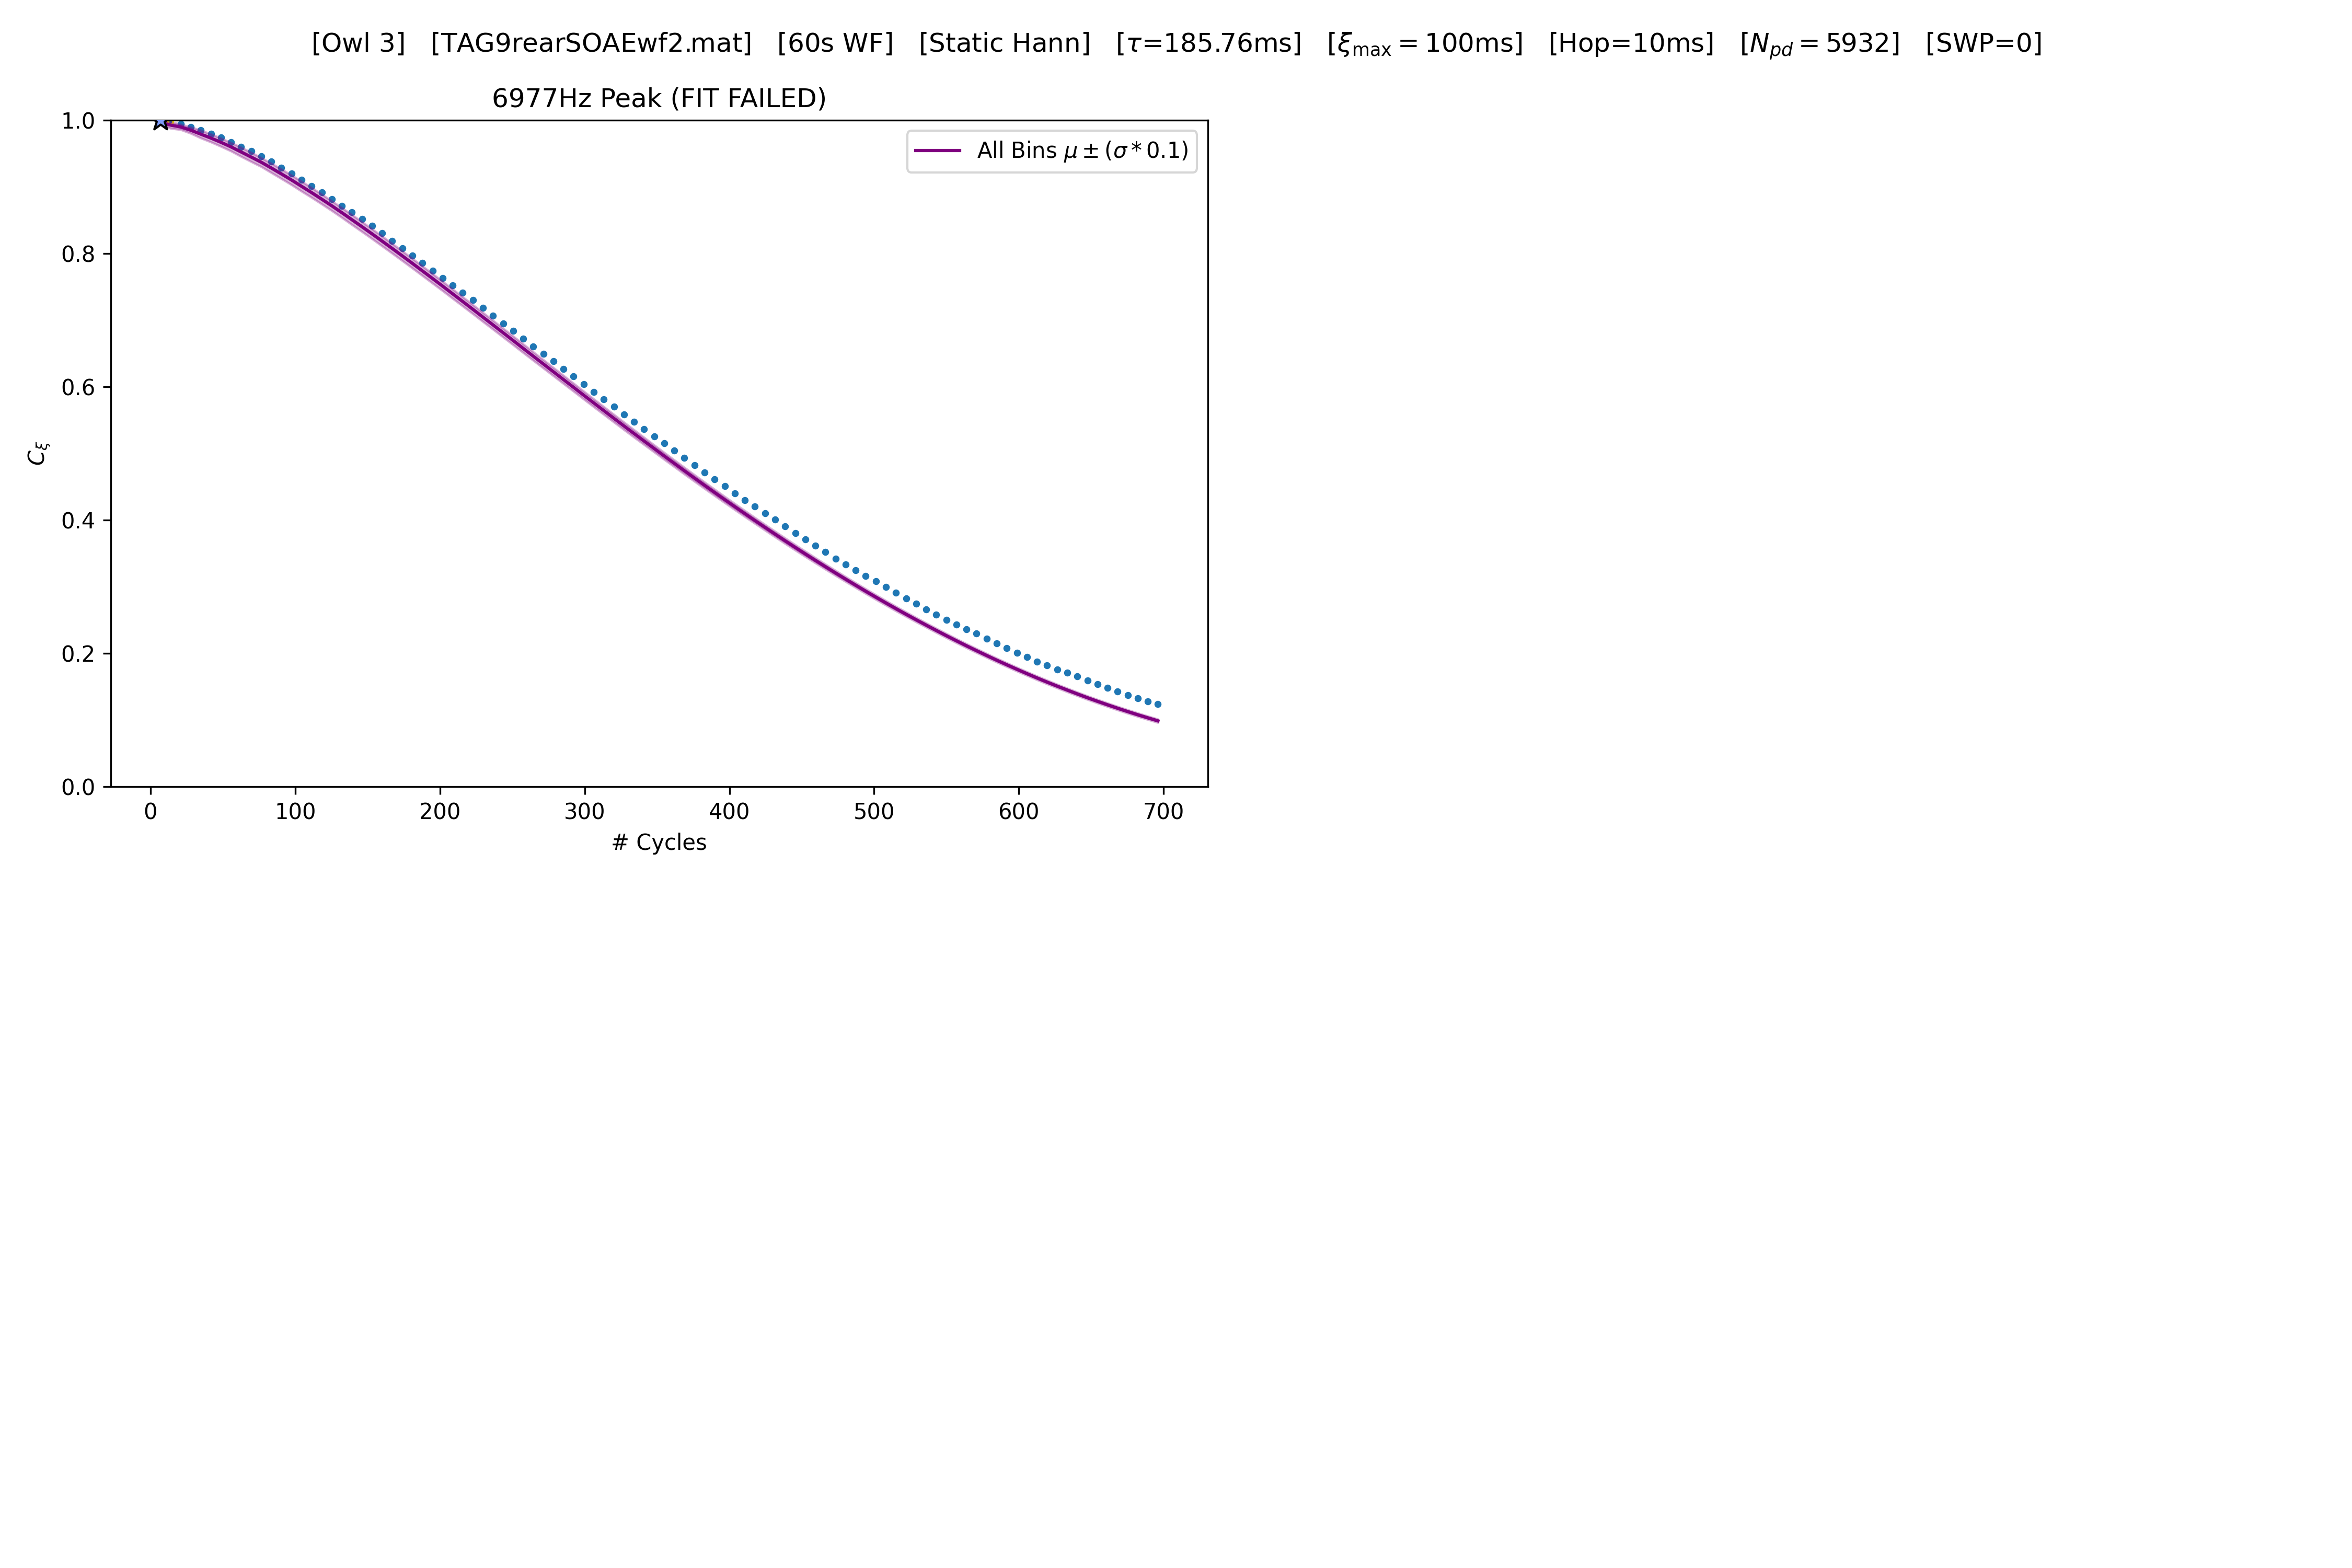 [Owl 3] [TAG9rearSOAEwf2.mat] [60s WF] [Static Hann] [τ=185.76ms] [ξmax = 100ms] [Hop=10ms] [Npd = 5932] [SWP=0]
6977Hz Peak (FIT FAILED)
All Bins μ ± (σ * 0.1)
1.0
0.8
0.6
0.4
0.2
0.0
Cξ
0 100 200 300 400 500 600 700
# Cycles